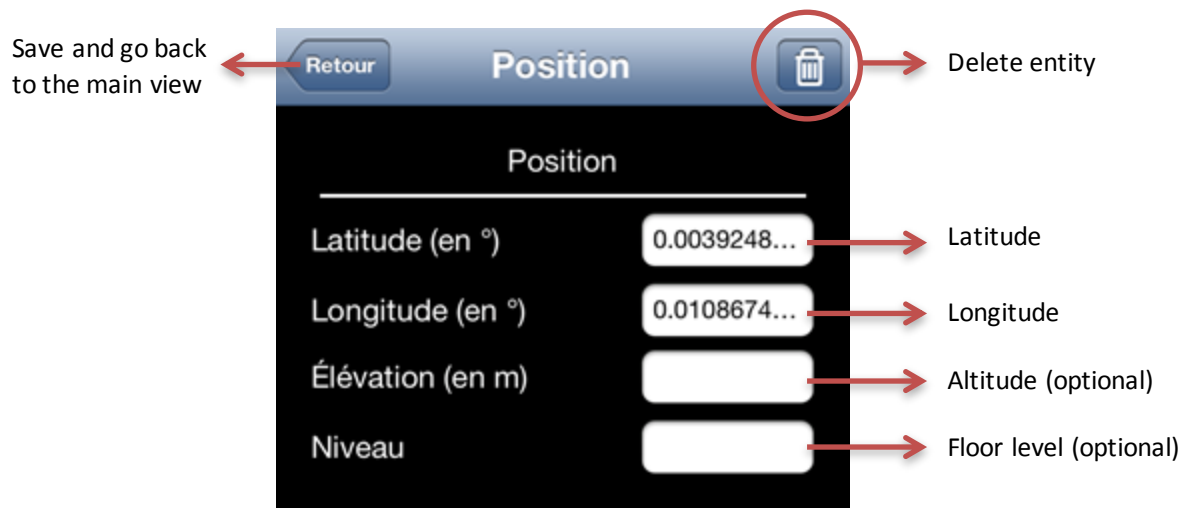 Save and go back
to the main view
Retour
Position
Delete entity
Position
Latitude (en °)
0.0039248...
Latitude
Longitude (en °)
0.0108674...
Longitude
Élévation (en m)
Altitude (optional)
Niveau
Floor level (optional)